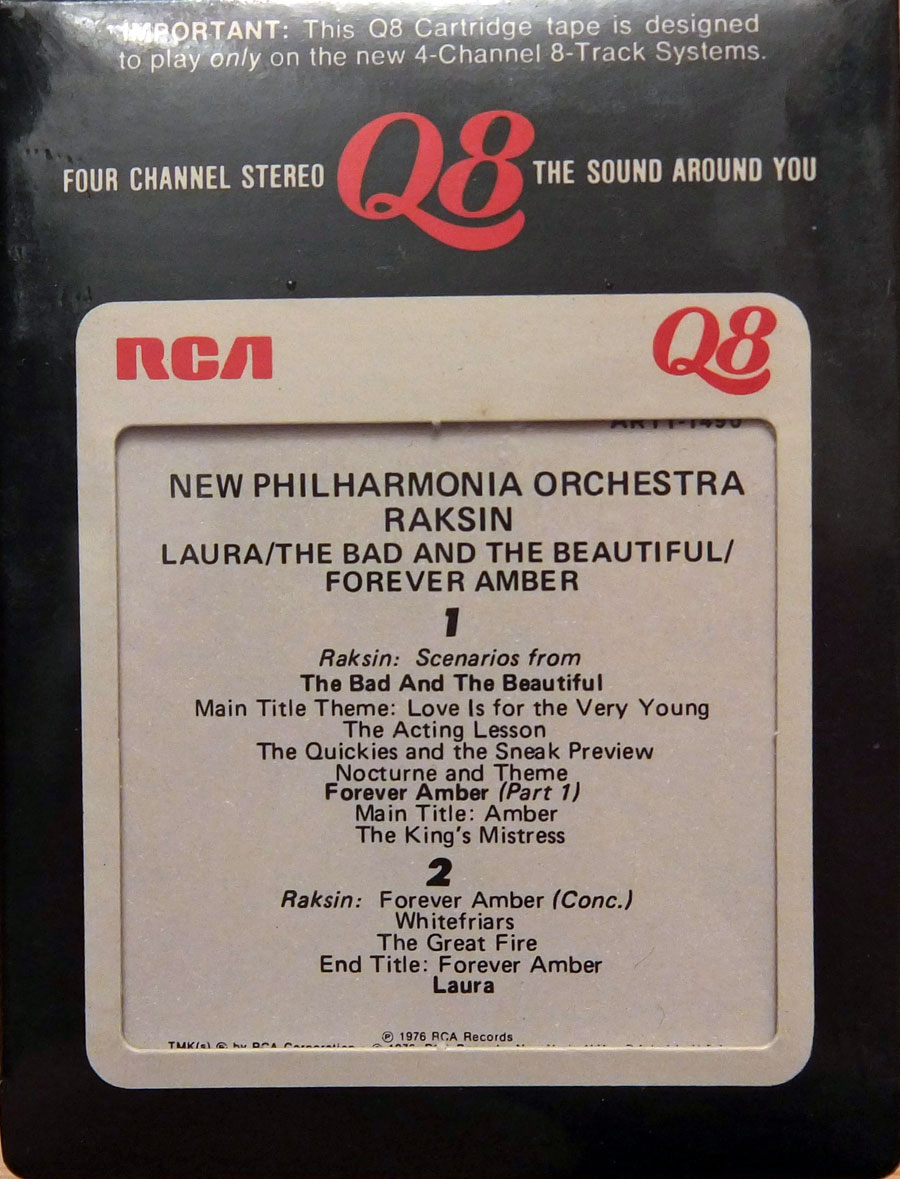 IMPORTANT: This Q8 Cartridge tape is designed
to play only on the new 4-Channel 8-Track Systems.
FOUR CHANNEL STEREO Q8 THE SOUND AROUND YOU
RCA Q8
NEW PHILHARMONIA ORCHESTRA
RAKSIN
LAURA/THE BAD AND THE BEAUTIFUL/
FOREVER AMBER
1
Raksin: Scenarios from
The Bad And The Beautiful
Main Title Theme: Love Is for the Very Young
The Acting Lesson
The Quickies and the Sneak Preview
Nocturne and Theme
Forever Amber (Part 1)
Main Title: Amber
The King's Mistress
2
Raksin: Forever Amber (Conc.)
Whitefriars
The Great Fire
End Title: Forever Amber
Laura
℗ 1976 RCA Records
TMK(s) ® by RCA Corporation